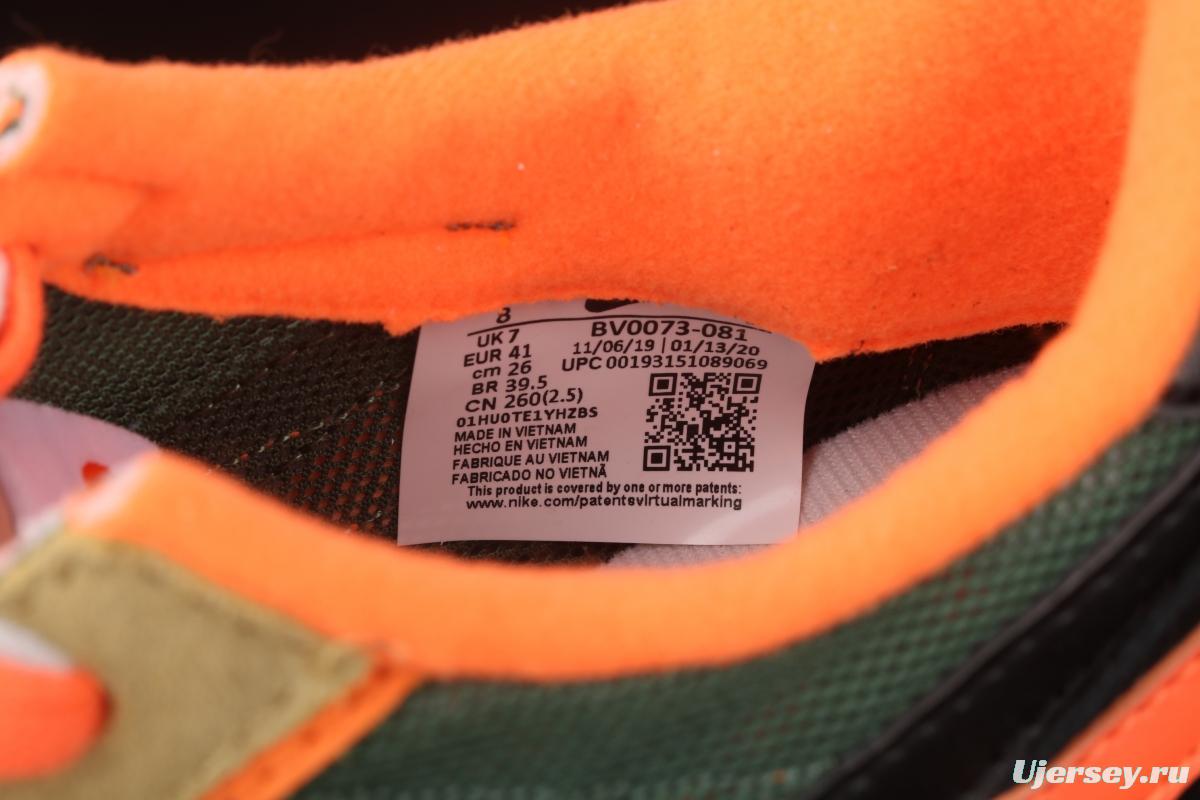 8
UK 7
EUR 41
cm 26
BR 39.5
CN 260(2.5)
01HU0TE1YHZBS
MADE IN VIETNAM
HECHO EN VIETNAM
FABRIQUE AU VIETNAM
FABRICADO NO VIETNÃ
BV0073-081
11/06/19 | 01/13/20
UPC 00193151089069
This product is covered by one or more patents:
www.nike.com/patentsvirtualmarking
Ujersey.ru